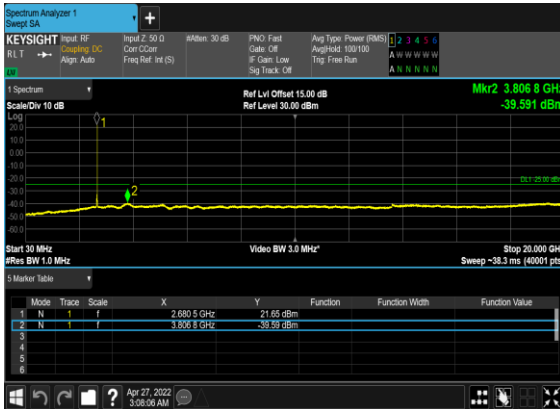 Spectrum Analyzer 1
Swept SA
+
KEYSIGHT Input: RF Input Z: 50 Ω #Atten: 30 dB PNO: Fast Avg Type: Power (RMS) 1 2 3 4 5 6
RLT Coupling: DC Corr CCorr Gate: Off Avg|Hold: 100/100 A W W W W W
Align: Auto Freq Ref: Int (S) IF Gain: Low Trig: Free Run
Sig Track: Off A N N N N N
1 Spectrum
Scale/Div 10 dB
Ref Lvl Offset 15.00 dB
Ref Level 30.00 dBm
Mkr2 3.806 8 GHz
-39.591 dBm
Log
20.0
10.0
0.00
-10.0
-20.0
-30.0
-40.0
-50.0
-60.0
1
2
DL1 -25.00 dBm
Start 30 MHz Video BW 3.0 MHz* Stop 20.000 GHz
#Res BW 1.0 MHz Sweep ~38.3 ms (40001 pts)
5 Marker Table
Mode Trace Scale X Y Function Function Width Function Value
1 N 1 f 2.680 5 GHz 21.65 dBm
2 N 1 f 3.806 8 GHz -39.59 dBm
3
4
5
6
?
Apr 27, 2022
3:08:06 AM